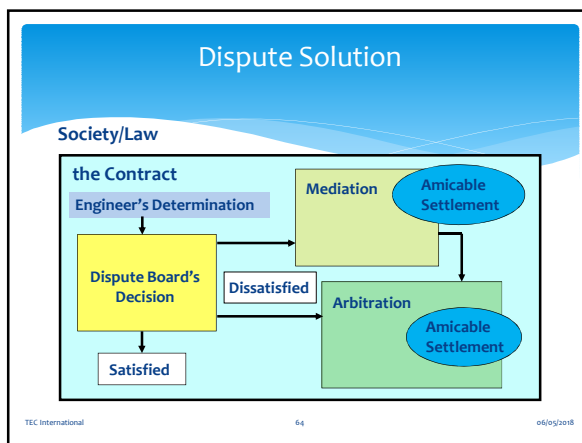 Dispute Solution
Society/Law
the Contract
Engineer's Determination
Mediation
Amicable
Settlement
Dispute Board's
Decision
Dissatisfied
Arbitration
Amicable
Settlement
Satisfied
TEC International
64
06/05/2018